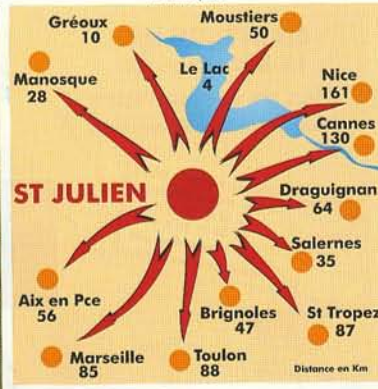 Gréoux
10
Moustiers
50
Manosque
28
Le Lac
4
Nice
161
Cannes
130
ST JULIEN
Draguignan
64
Salernes
35
Aix en Pce
56
Brignoles
47
St Tropez
87
Marseille
85
Toulon
88
Distance en Km